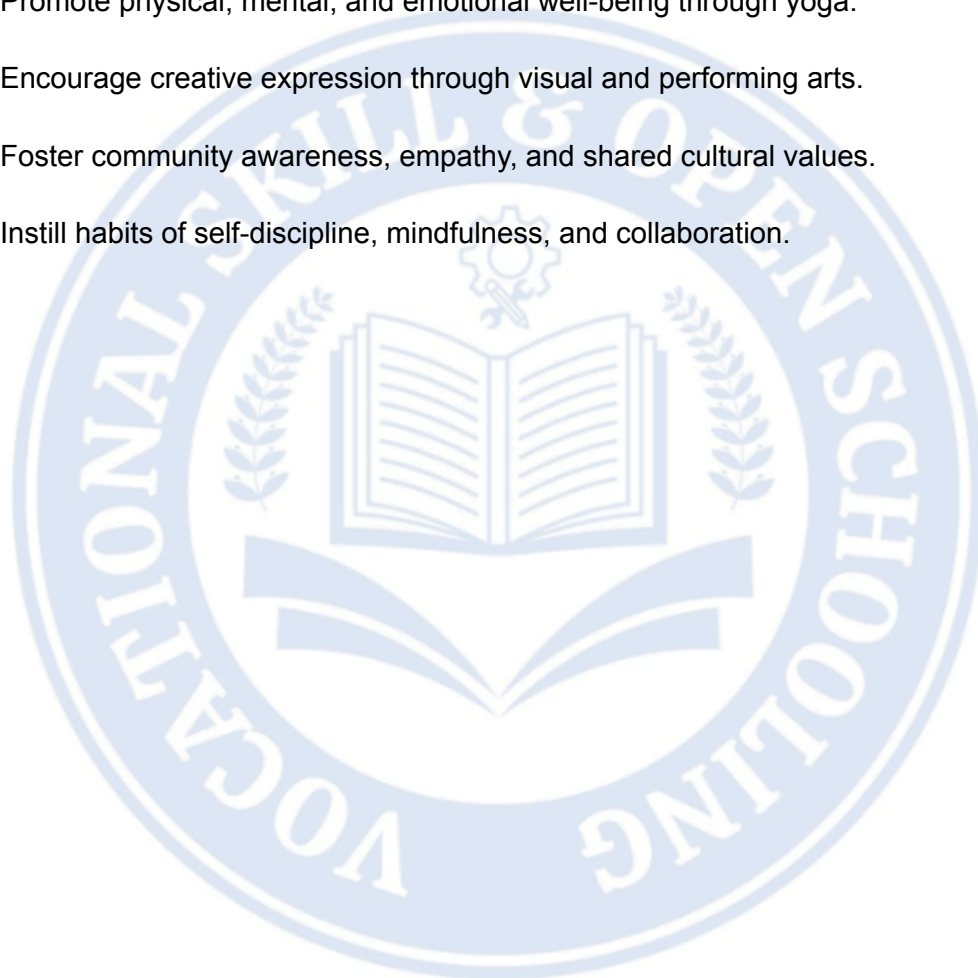 Promote physical, mental, and emotional well-being through yoga.
Encourage creative expression through visual and performing arts.
Foster community awareness, empathy, and shared cultural values.
Instill habits of self-discipline, mindfulness, and collaboration.
VOCATIONAL SKILL & OPEN SCHOOLING